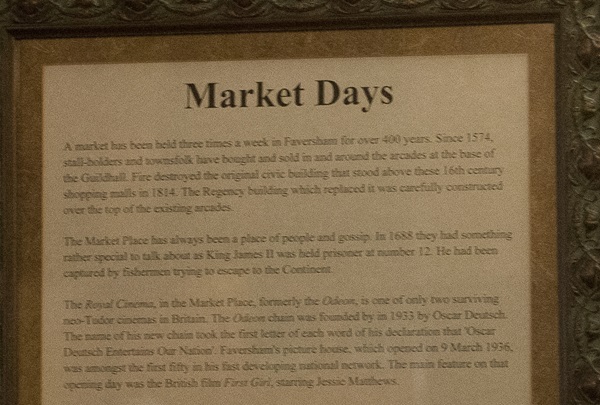 Market Days
A market has been held three times a week in Faversham for over 400 years. Since 1574,
stall-holders and townsfolk have bought and sold in and around the arcades at the base of
the Guildhall. Fire destroyed the original civic building that stood above these 16th century
shopping malls in 1814. The Regency building which replaced it was carefully constructed
over the top of the existing arcades.
The Market Place has always been a place of people and gossip. In 1688 they had something
rather special to talk about as King James II was held prisoner at number 12. He had been
captured by fishermen trying to escape to the Continent.
The Royal Cinema, in the Market Place, formerly the Odeon, is one of only two surviving
neo-Tudor cinemas in Britain. The Odeon chain was founded by in 1933 by Oscar Deutsch.
The name of his new chain took the first letter of each word of his declaration that 'Oscar
Deutsch Entertains Our Nation'. Faversham's picture house, which opened on 9 March 1936,
was amongst the first fifty in his fast developing national network. The main feature on that
opening day was the British film First Girl, starring Jessie Matthews.